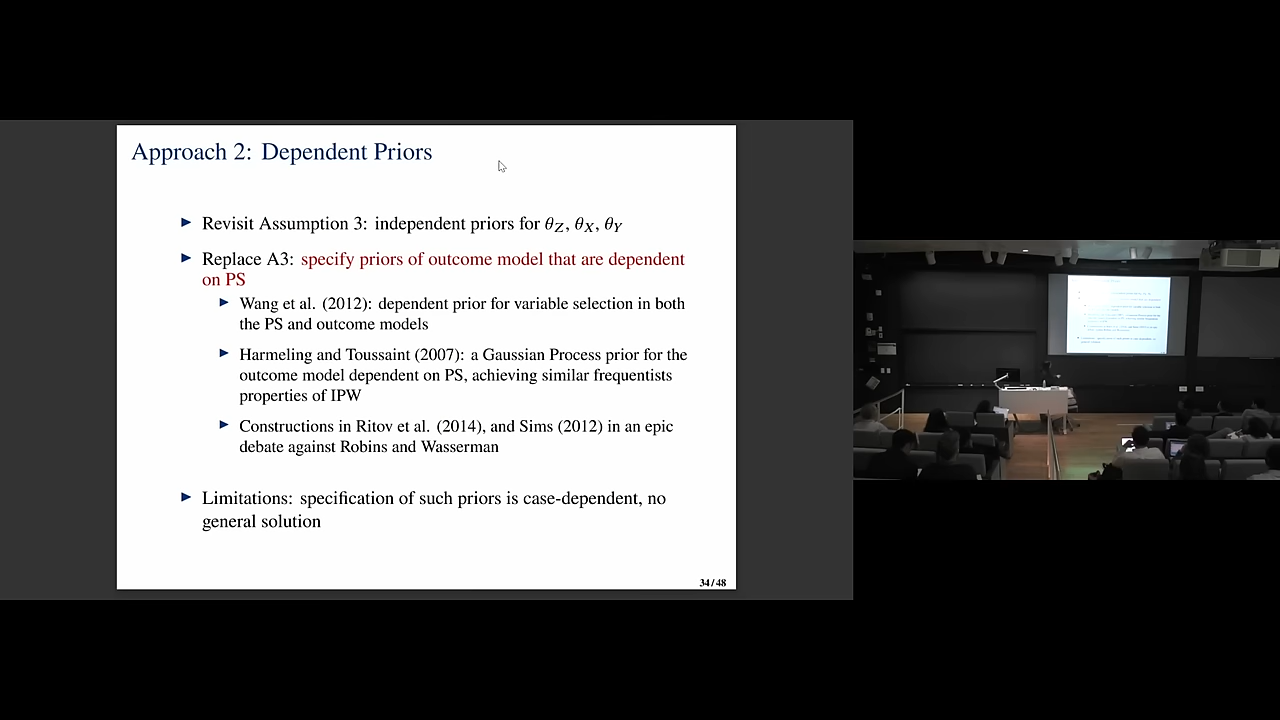 Approach 2: Dependent Priors
► Revisit Assumption 3: independent priors for θ_Z, θ_X, θ_Y
► Replace A3: specify priors of outcome model that are dependent
on PS
► Wang et al. (2012): dependent prior for variable selection in both
the PS and outcome models
► Harmeling and Toussaint (2007): a Gaussian Process prior for the
outcome model dependent on PS, achieving similar frequentists
properties of IPW
► Constructions in Ritov et al. (2014), and Sims (2012) in an epic
debate against Robins and Wasserman
► Limitations: specification of such priors is case-dependent, no
general solution
34 / 48